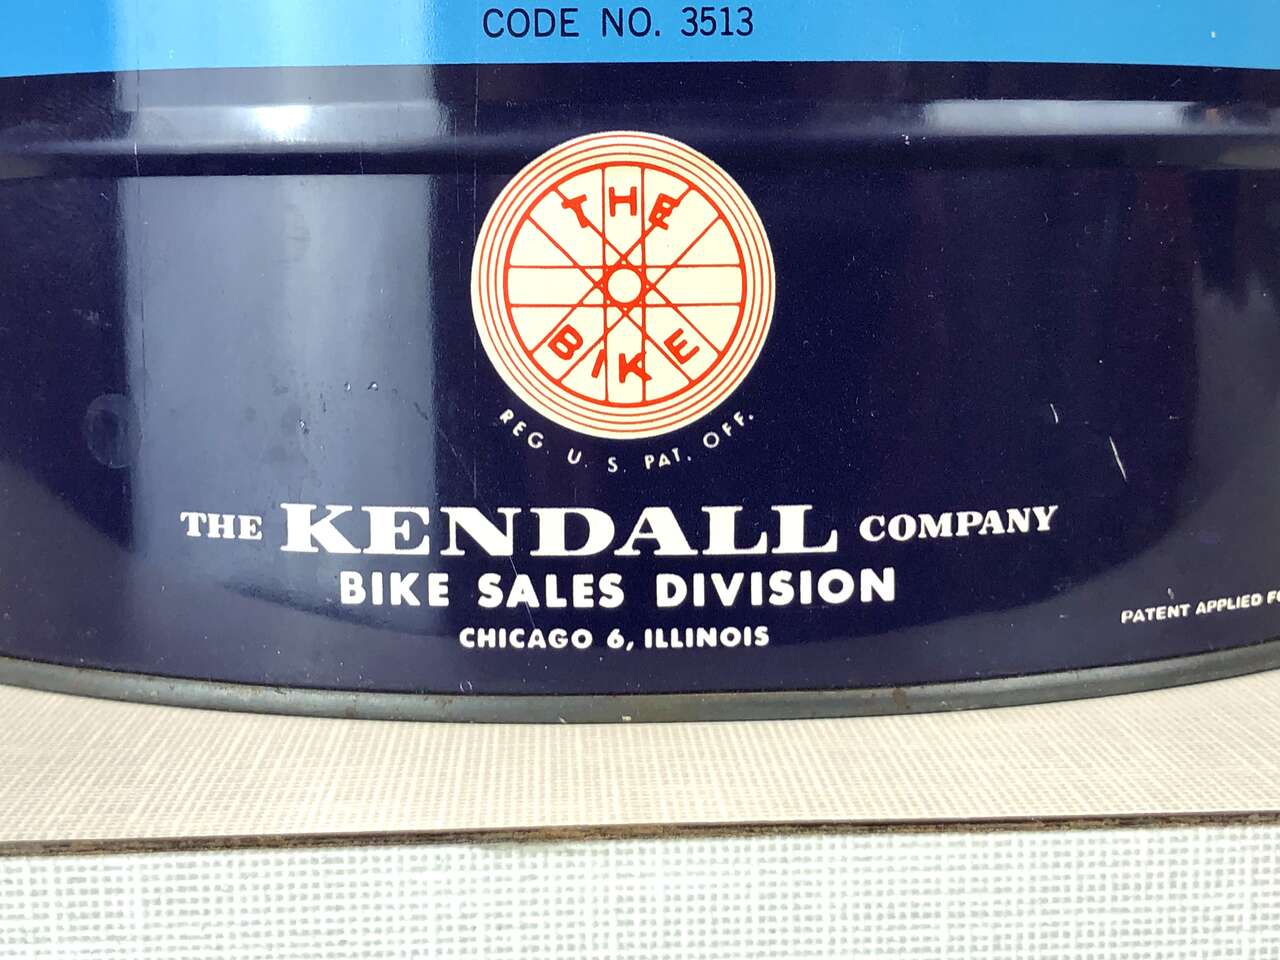 CODE NO. 3513
THE
BIKE
REG. U. S. PAT. OFF.
THE KENDALL COMPANY
BIKE SALES DIVISION
CHICAGO 6, ILLINOIS
PATENT APPLIED